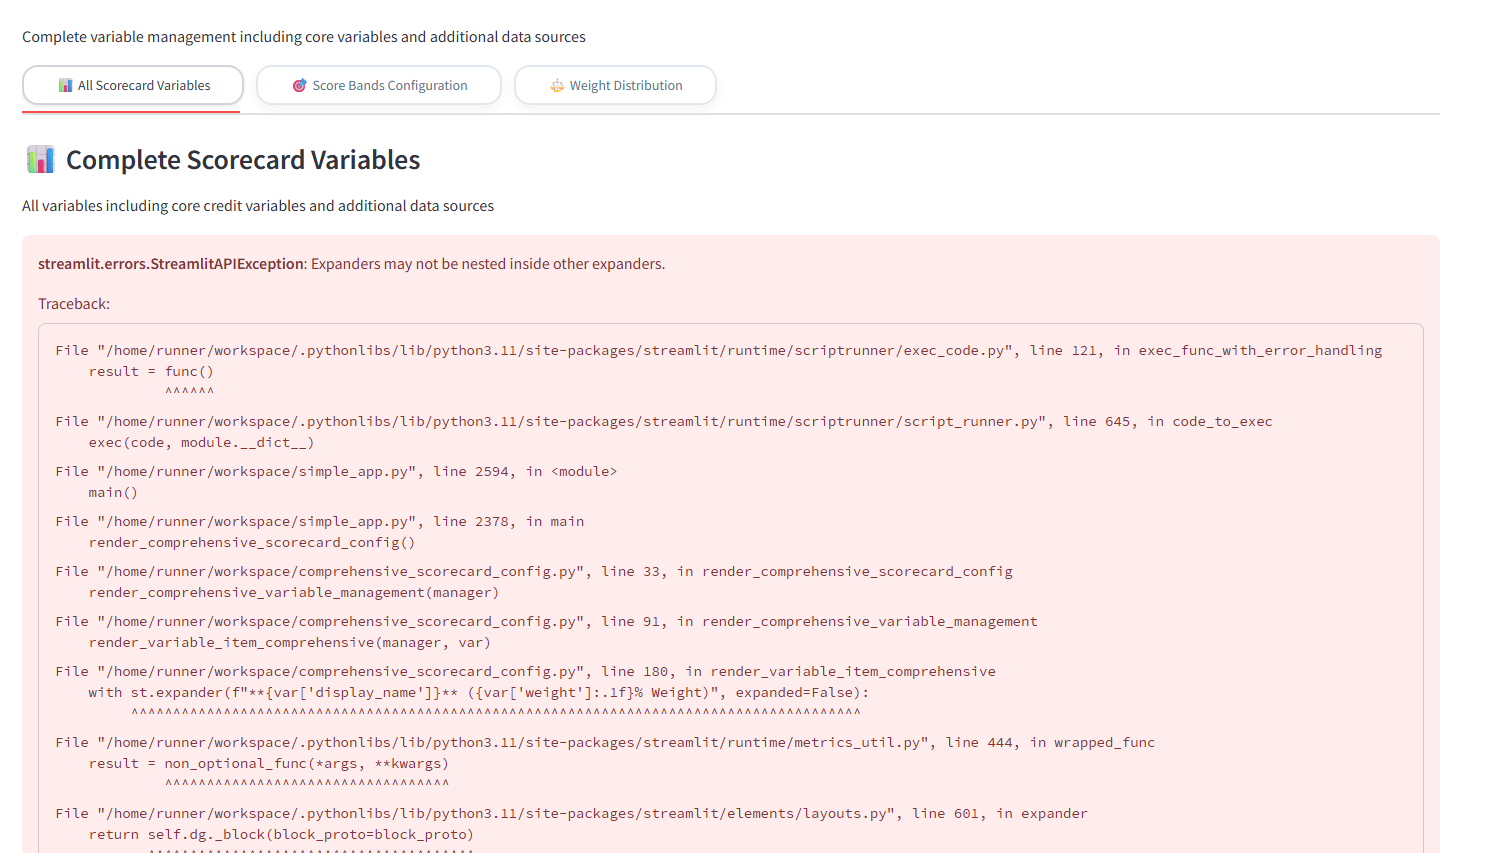 Complete variable management including core variables and additional data sources
All Scorecard Variables
Score Bands Configuration
Weight Distribution
Complete Scorecard Variables
All variables including core credit variables and additional data sources
streamlit.errors.StreamlitAPIException: Expanders may not be nested inside other expanders.
Traceback:
File "/home/runner/workspace/.pythonlibs/lib/python3.11/site-packages/streamlit/runtime/scriptrunner/exec_code.py", line 121, in exec_func_with_error_handling
    result = func()
             ^^^^^^
File "/home/runner/workspace/.pythonlibs/lib/python3.11/site-packages/streamlit/runtime/scriptrunner/script_runner.py", line 645, in code_to_exec
    exec(code, module.__dict__)
File "/home/runner/workspace/simple_app.py", line 2594, in <module>
    main()
File "/home/runner/workspace/simple_app.py", line 2378, in main
    render_comprehensive_scorecard_config()
File "/home/runner/workspace/comprehensive_scorecard_config.py", line 33, in render_comprehensive_scorecard_config
    render_comprehensive_variable_management(manager)
File "/home/runner/workspace/comprehensive_scorecard_config.py", line 91, in render_comprehensive_variable_management
    render_variable_item_comprehensive(manager, var)
File "/home/runner/workspace/comprehensive_scorecard_config.py", line 180, in render_variable_item_comprehensive
    with st.expander(f"**{var['display_name']}** ({var['weight']:.1f}% Weight)", expanded=False):
         ^^^^^^^^^^^^^^^^^^^^^^^^^^^^^^^^^^^^^^^^^^^^^^^^^^^^^^^^^^^^^^^^^^^^^^^^^^^^^^^^^^^^^^^
File "/home/runner/workspace/.pythonlibs/lib/python3.11/site-packages/streamlit/runtime/metrics_util.py", line 444, in wrapped_func
    result = non_optional_func(*args, **kwargs)
             ^^^^^^^^^^^^^^^^^^^^^^^^^^^^^^^^^^
File "/home/runner/workspace/.pythonlibs/lib/python3.11/site-packages/streamlit/elements/layouts.py", line 601, in expander
    return self.dg._block(block_proto=block_proto)
           ^^^^^^^^^^^^^^^^^^^^^^^^^^^^^^^^^^^^^^^